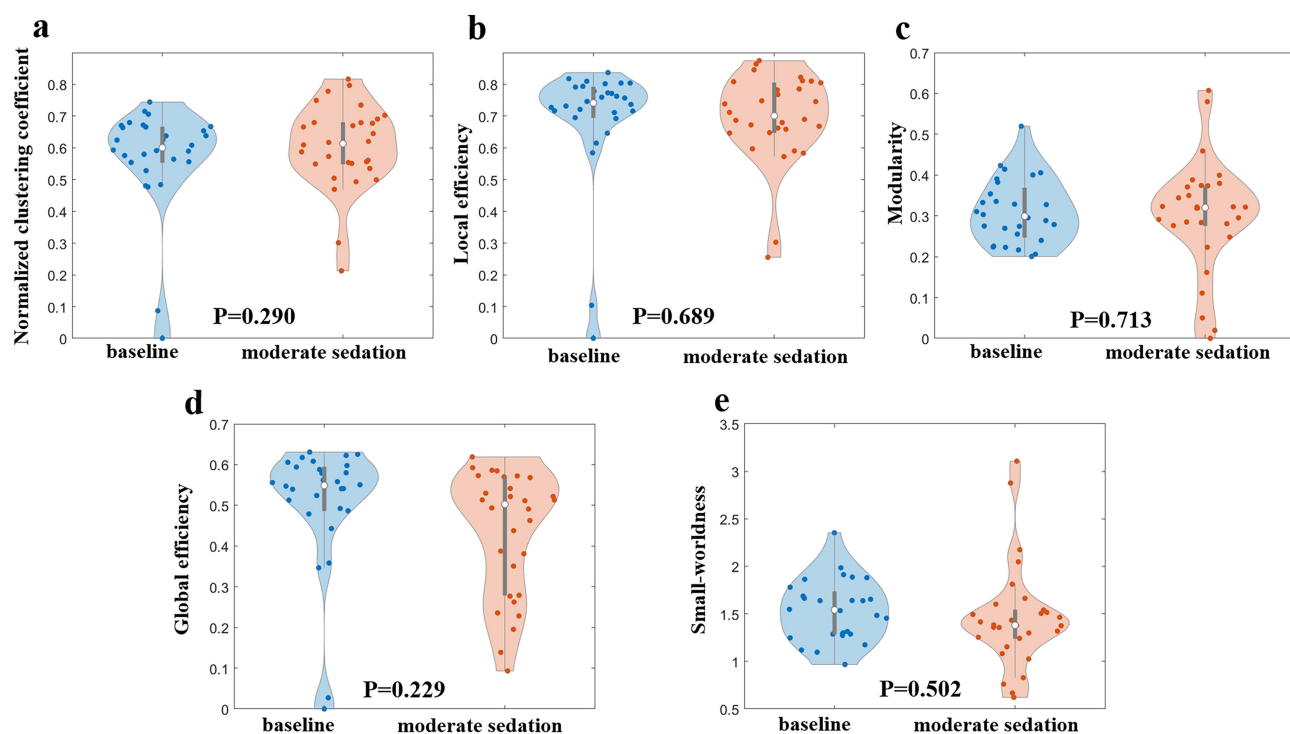 a
Normalized clustering coefficient
0.9
0.8
0.7
0.6
0.5
0.4
0.3
0.2
0.1
0
P=0.290
baseline
moderate sedation
b
Local efficiency
0.9
0.8
0.7
0.6
0.5
0.4
0.3
0.2
0.1
0
P=0.689
baseline
moderate sedation
c
Modularity
0.7
0.6
0.5
0.4
0.3
0.2
0.1
0
P=0.713
baseline
moderate sedation
d
Global efficiency
0.7
0.6
0.5
0.4
0.3
0.2
0.1
0
P=0.229
baseline
moderate sedation
e
Small-worldness
3.5
3
2.5
2
1.5
1
0.5
P=0.502
baseline
moderate sedation